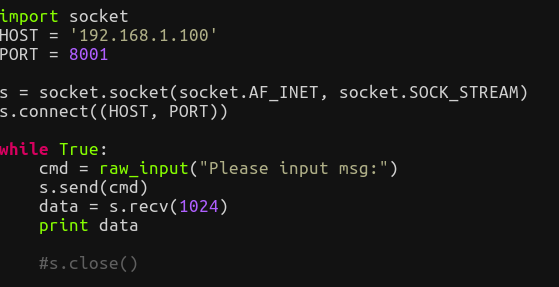 import socket
HOST = '192.168.1.100'
PORT = 8001
s = socket.socket(socket.AF_INET, socket.SOCK_STREAM)
s.connect((HOST, PORT))
while True:
    cmd = raw_input("Please input msg:")
    s.send(cmd)
    data = s.recv(1024)
    print data
    #s.close()